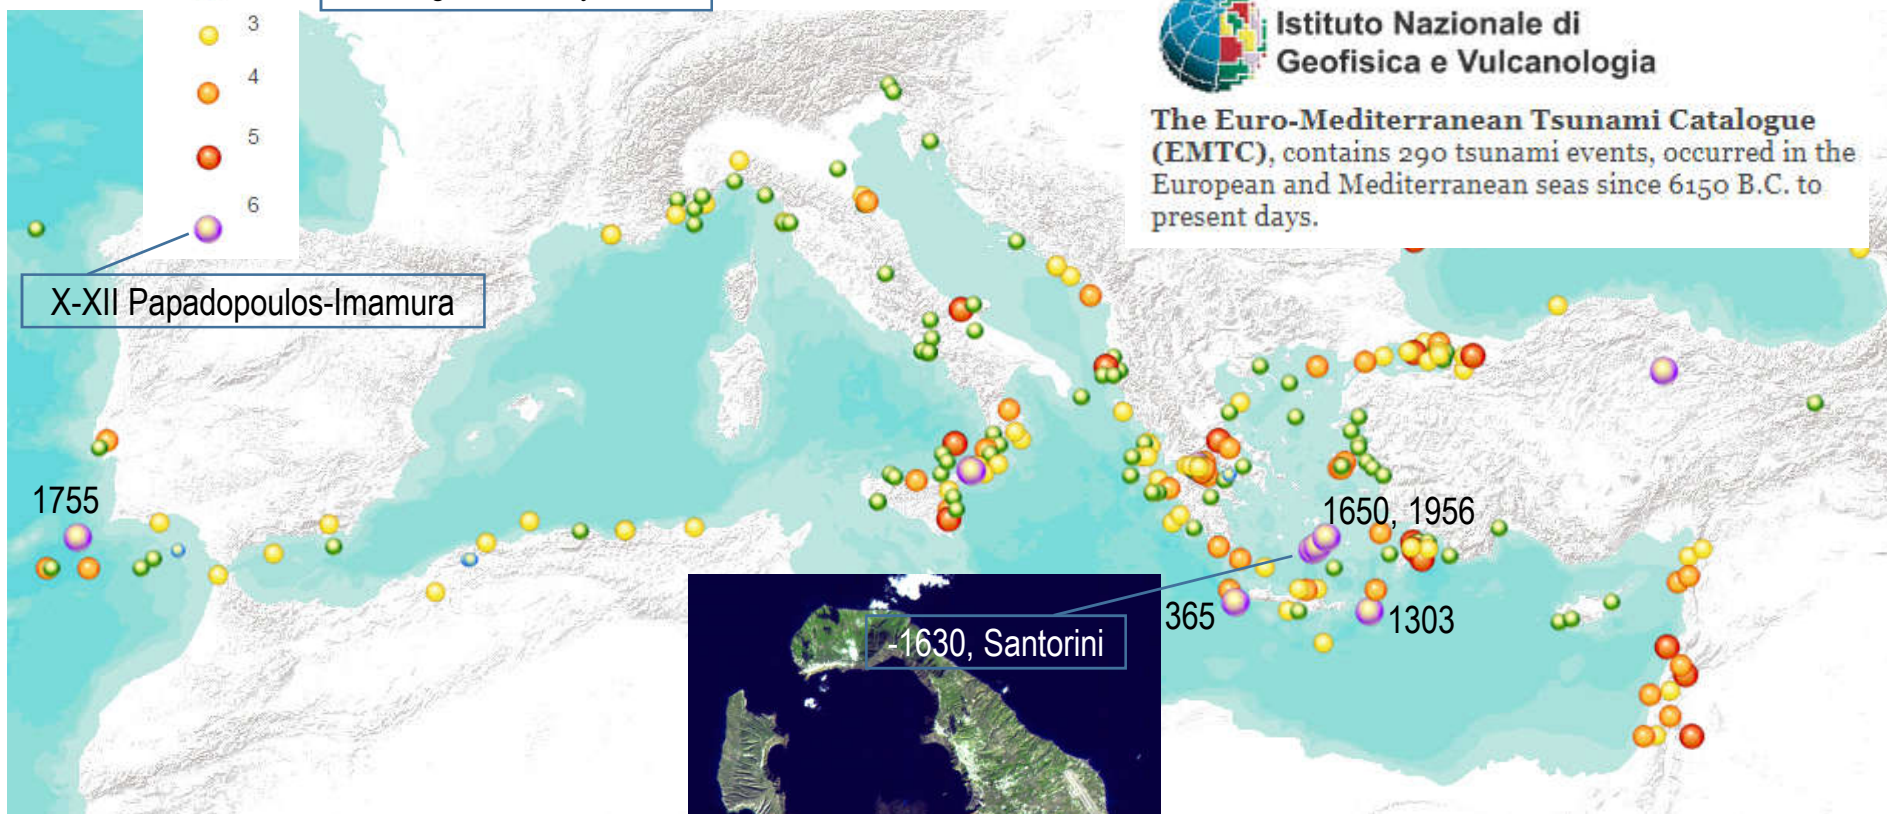 3
4
5
6
X-XII Papadopoulos-Imamura
Istituto Nazionale di
Geofisica e Vulcanologia
The Euro-Mediterranean Tsunami Catalogue
(EMTC), contains 290 tsunami events, occurred in the
European and Mediterranean seas since 6150 B.C. to
present days.
1755
1650, 1956
365
1303
-1630, Santorini